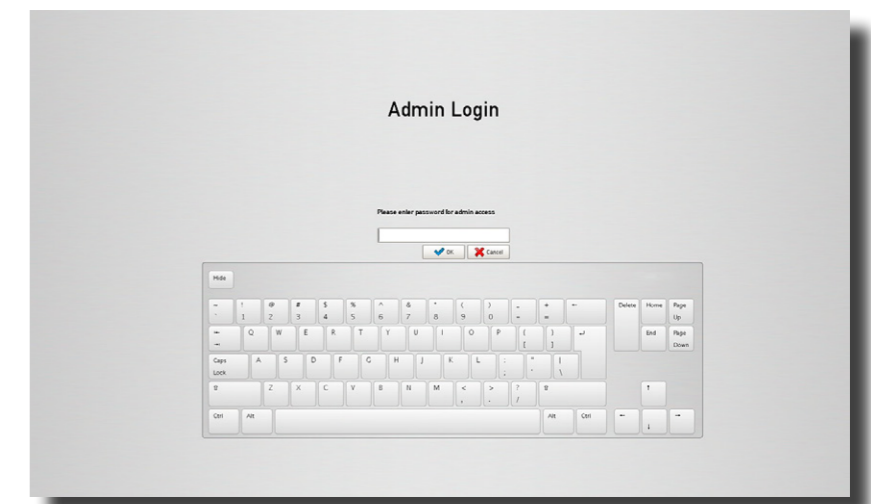 Admin Login
Please enter password for admin access
OK Cancel
Hide
~ ! @ # $ % ^ & * ( ) - + ← Delete Home Page Up
` 1 2 3 4 5 6 7 8 9 0 - =
Q W E R T Y U I O P { } ↵ End Page Down
[ ]
Caps Lock A S D F G H J K L : " |
; ' \
⇧ Z X C V B N M < > ? ⇧ ↑
, . /
Ctrl Alt Alt Ctrl ← ↓ →